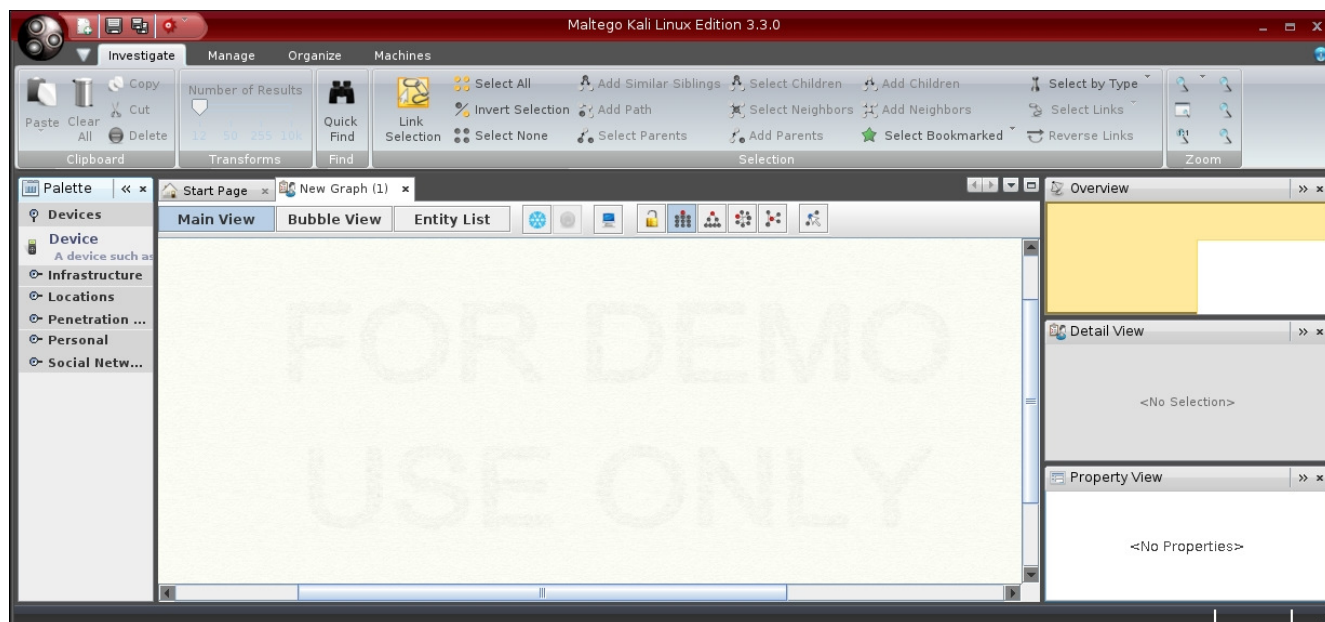 Maltego Kali Linux Edition 3.3.0
Investigate Manage Organize Machines
Paste Clear All Copy Cut Delete
Clipboard
Number of Results
12 50 255 10k
Transforms
Quick Find
Find
Link Selection
Select All Add Similar Siblings Select Children Add Children Select by Type
Invert Selection Add Path Select Neighbors Add Neighbors Select Links
Select None Select Parents Add Parents Select Bookmarked Reverse Links
Selection
Zoom
Palette
Devices
Device
A device such as
Infrastructure
Locations
Penetration ...
Personal
Social Netw...
Start Page New Graph (1)
Main View Bubble View Entity List
FOR DEMO
USE ONLY
Overview
Detail View
<No Selection>
Property View
<No Properties>